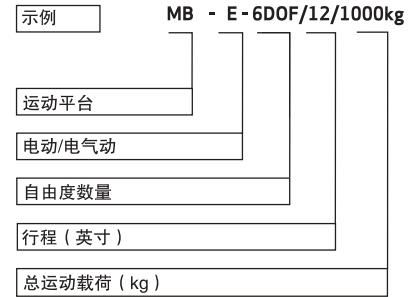 示例 MB - E-6DOF/12/1000kg
运动平台
电动/电气动
自由度数量
行程（英寸）
总运动载荷（kg）